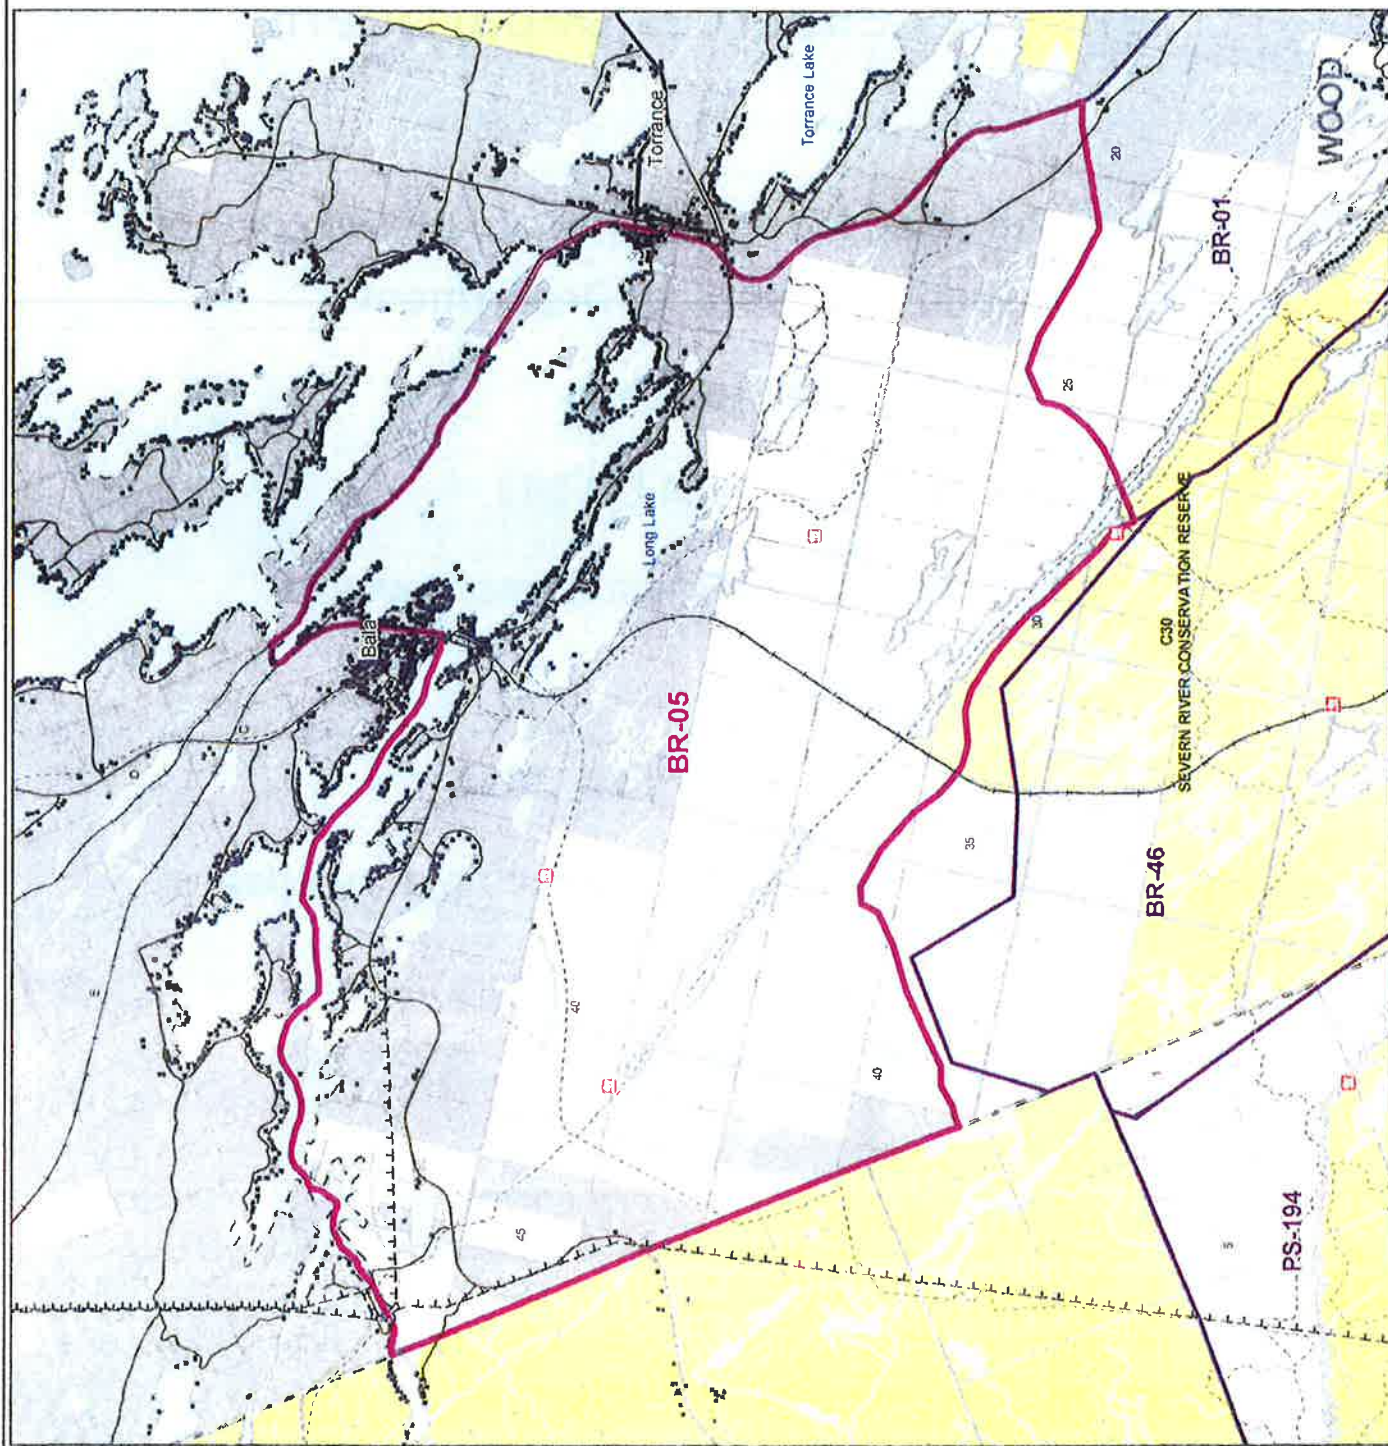 Torrance
Torrance Lake
WOOD
20
BR-01
25
Bala
Long Lake
C
D
E
BR-05
30
C30
SEVERN RIVER CONSERVATION RESERVE
35
BR-46
40
40
45
5
PS-194